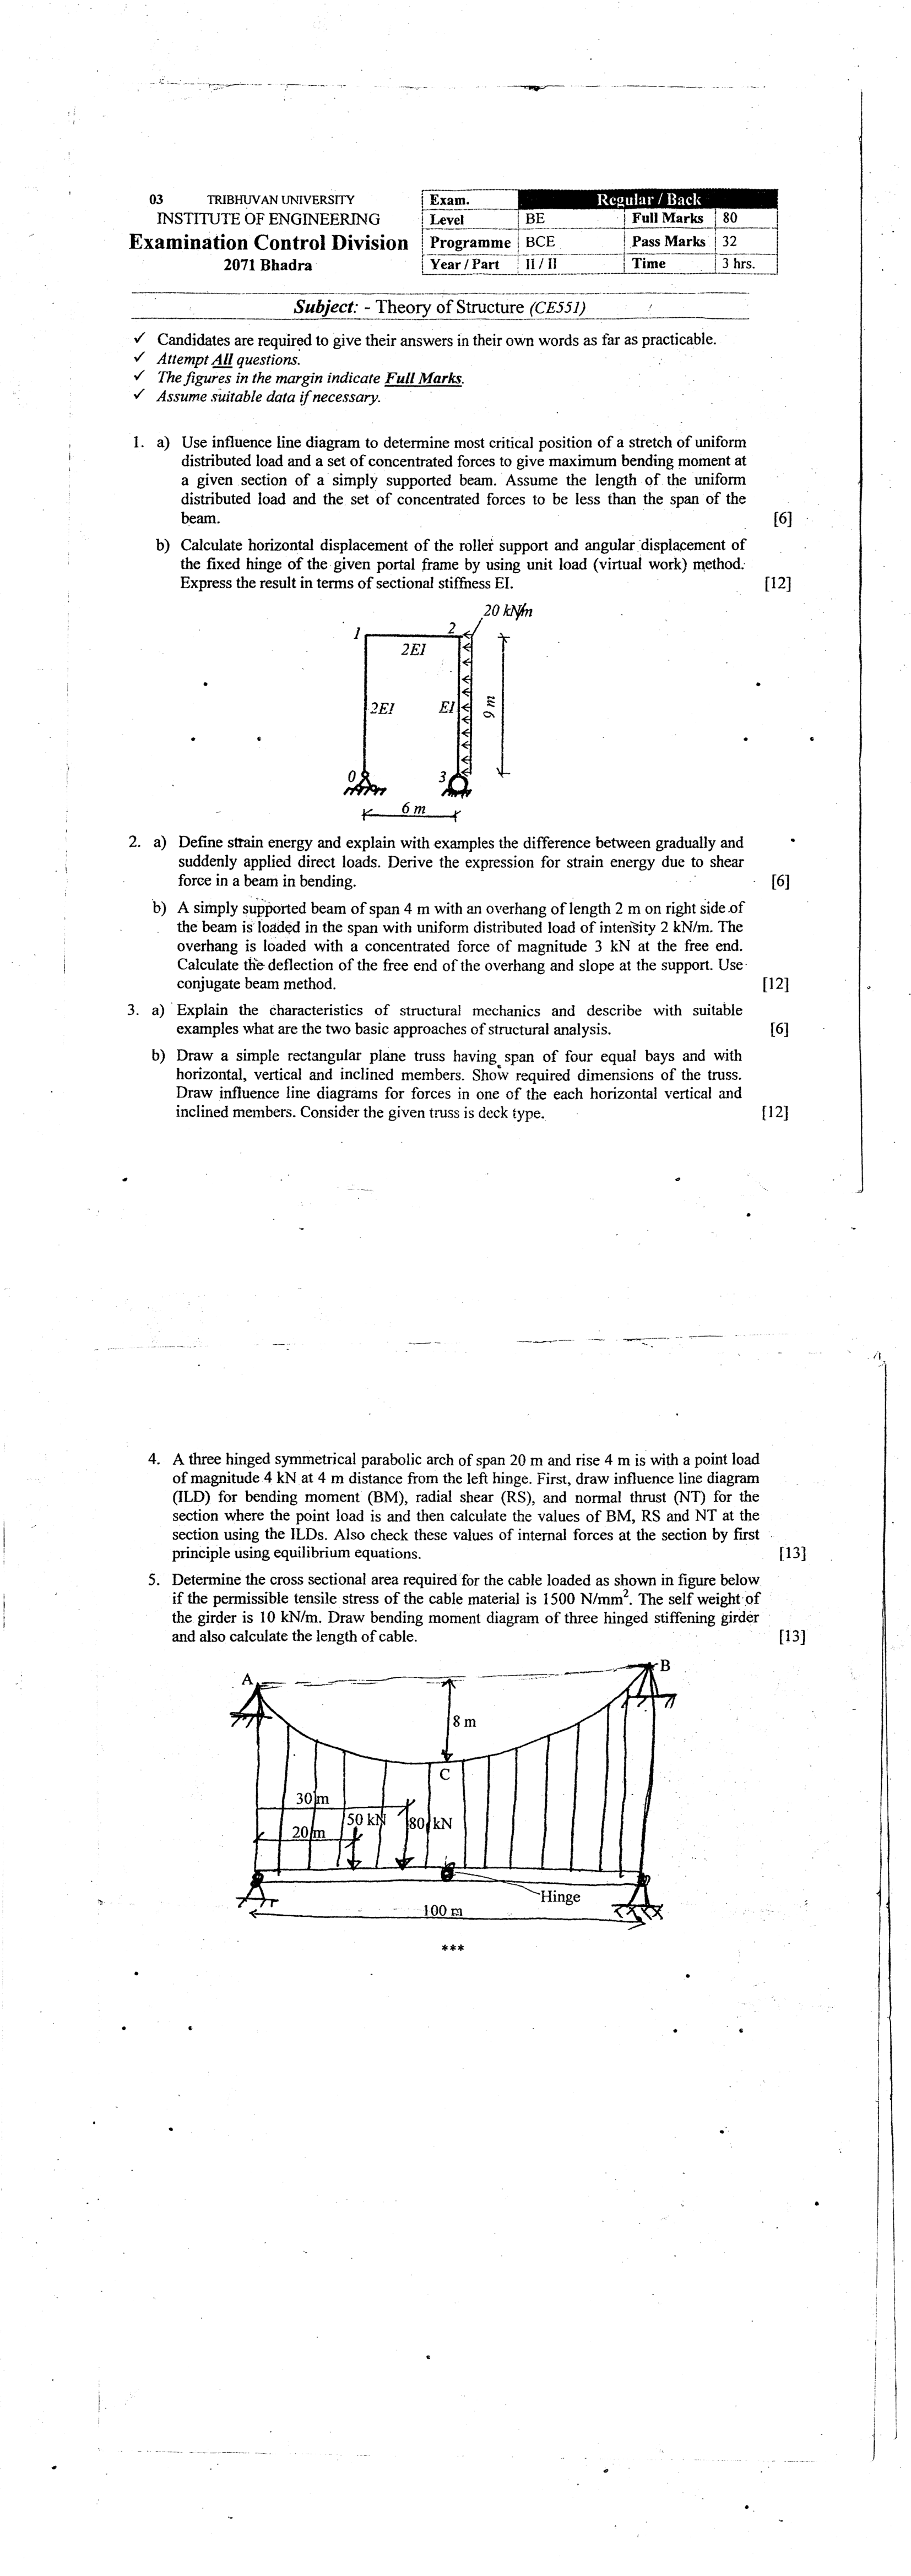 03 TRIBHUVAN UNIVERSITY
INSTITUTE OF ENGINEERING
Examination Control Division
2071 Bhadra
Exam. Regular / Back
Level BE Full Marks 80
Programme BCE Pass Marks 32
Year / Part II / II Time 3 hrs.
Subject: - Theory of Structure (CE551)
✓ Candidates are required to give their answers in their own words as far as practicable.
✓ Attempt All questions.
✓ The figures in the margin indicate Full Marks.
✓ Assume suitable data if necessary.
1. a) Use influence line diagram to determine most critical position of a stretch of uniform
distributed load and a set of concentrated forces to give maximum bending moment at
a given section of a simply supported beam. Assume the length of the uniform
distributed load and the set of concentrated forces to be less than the span of the
beam. [6]
b) Calculate horizontal displacement of the roller support and angular displacement of
the fixed hinge of the given portal frame by using unit load (virtual work) method.
Express the result in terms of sectional stiffness EI. [12]
20 kN/m
1 2
2EI
2EI EI 9 m
0 3
6 m
2. a) Define strain energy and explain with examples the difference between gradually and
suddenly applied direct loads. Derive the expression for strain energy due to shear
force in a beam in bending. [6]
b) A simply supported beam of span 4 m with an overhang of length 2 m on right side of
the beam is loaded in the span with uniform distributed load of intensity 2 kN/m. The
overhang is loaded with a concentrated force of magnitude 3 kN at the free end.
Calculate the deflection of the free end of the overhang and slope at the support. Use
conjugate beam method. [12]
3. a) Explain the characteristics of structural mechanics and describe with suitable
examples what are the two basic approaches of structural analysis. [6]
b) Draw a simple rectangular plane truss having span of four equal bays and with
horizontal, vertical and inclined members. Show required dimensions of the truss.
Draw influence line diagrams for forces in one of the each horizontal vertical and
inclined members. Consider the given truss is deck type. [12]
4. A three hinged symmetrical parabolic arch of span 20 m and rise 4 m is with a point load
of magnitude 4 kN at 4 m distance from the left hinge. First, draw influence line diagram
(ILD) for bending moment (BM), radial shear (RS), and normal thrust (NT) for the
section where the point load is and then calculate the values of BM, RS and NT at the
section using the ILDs. Also check these values of internal forces at the section by first
principle using equilibrium equations. [13]
5. Determine the cross sectional area required for the cable loaded as shown in figure below
if the permissible tensile stress of the cable material is 1500 N/mm². The self weight of
the girder is 10 kN/m. Draw bending moment diagram of three hinged stiffening girder
and also calculate the length of cable. [13]
A B
8 m
C
30 m
50 kN 80 kN
20 m
Hinge
100 m
***